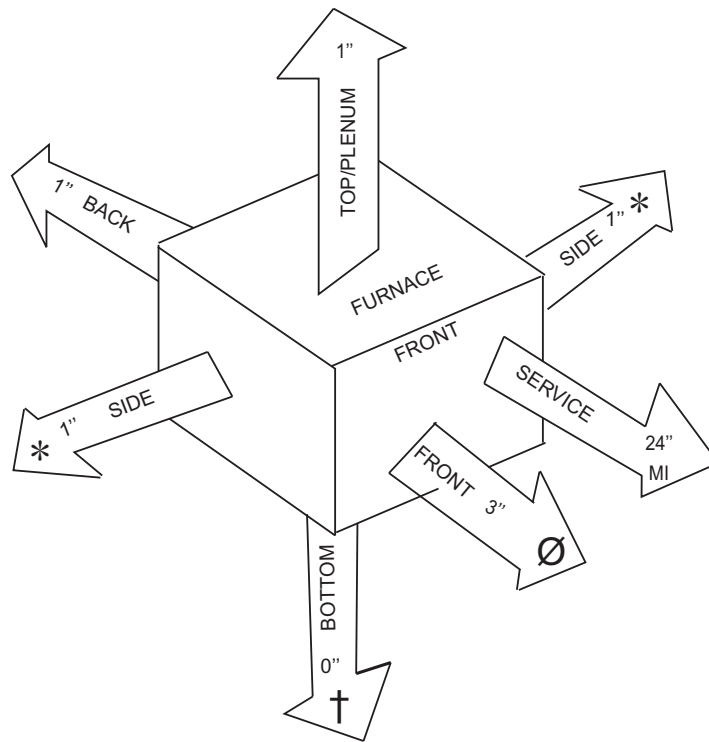 1”
TOP/PLENUM
1” BACK
SIDE 1” *
FURNACE
FRONT
* 1” SIDE
SERVICE
24”
MI
FRONT 3”
Ø
BOTTOM
0”
†